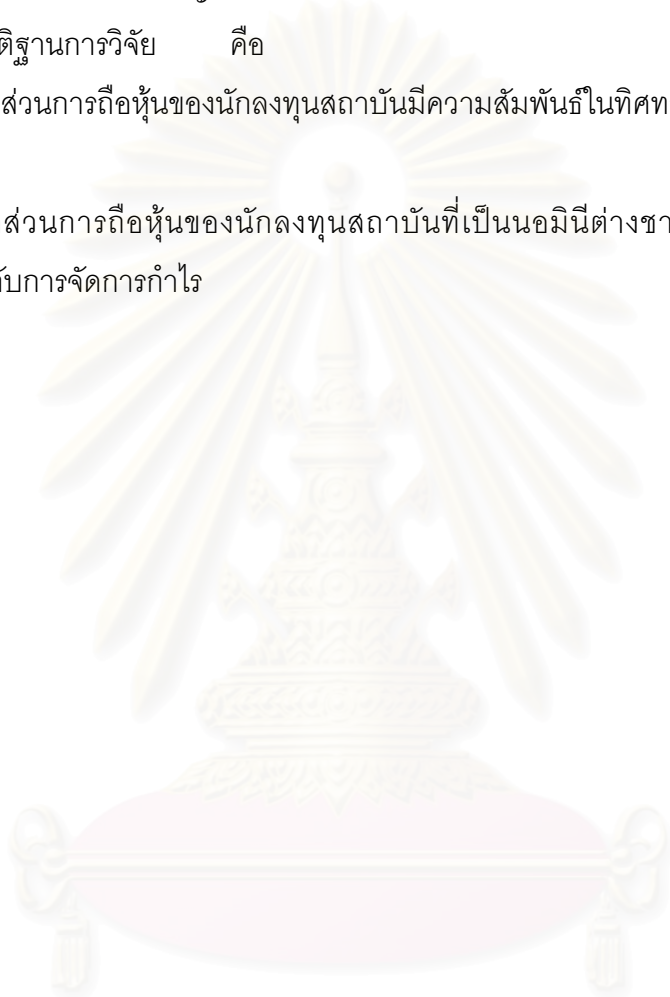 ติฐานการวิจัย คือ
ส่วนการถือหุ้นของนักลงทุนสถาบันมีความสัมพันธ์ในทิศท
ส่วนการถือหุ้นของนักลงทุนสถาบันที่เป็นนอมินีต่างชา
ับการจัดการกำไร